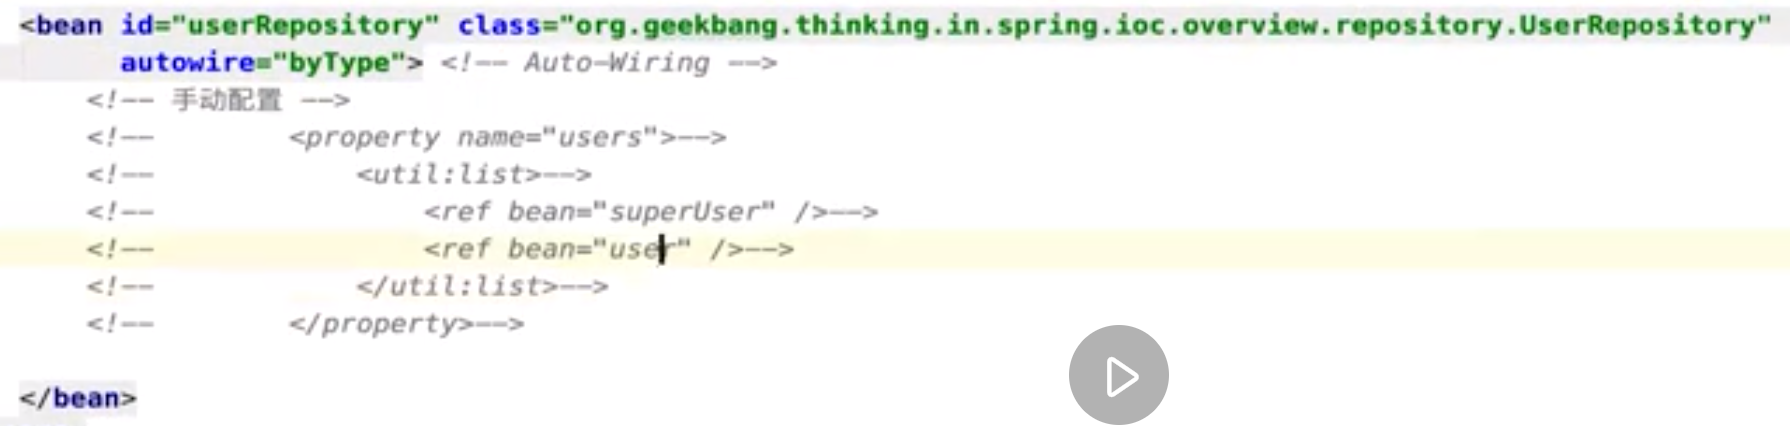 <bean id="userRepository" class="org.geekbang.thinking.in.spring.ioc.overview.repository.UserRepository"
autowire="byType"> <!-- Auto-Wiring -->
<!-- 手动配置 -->
<!-- <property name="users">-->
<!-- <util:list>-->
<!-- <ref bean="superUser" />-->
<!-- <ref bean="user" />-->
<!-- </util:list>-->
<!-- </property>-->
</bean>